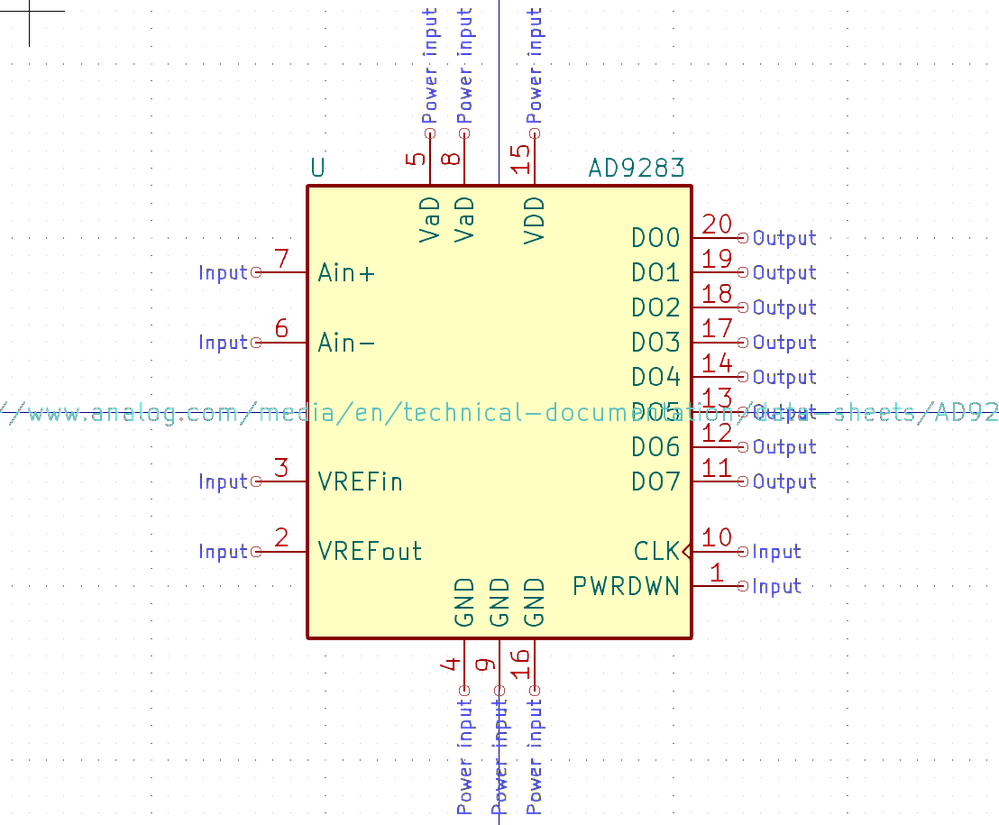 Power input Power input Power input
5 8 15
U AD9283
VaD VaD VDD
DO0 20 Output
Input 7 Ain+ DO1 19 Output
DO2 18 Output
Input 6 Ain- DO3 17 Output
DO4 14 Output
//www.analog.com/media/en/technical-documentation/data-sheets/AD92
DO5 13 Output
DO6 12 Output
Input 3 VREFin DO7 11 Output
Input 2 VREFout CLK 10 Input
PWRDWN 1 Input
GND GND GND
4 9 16
Power input Power input Power input